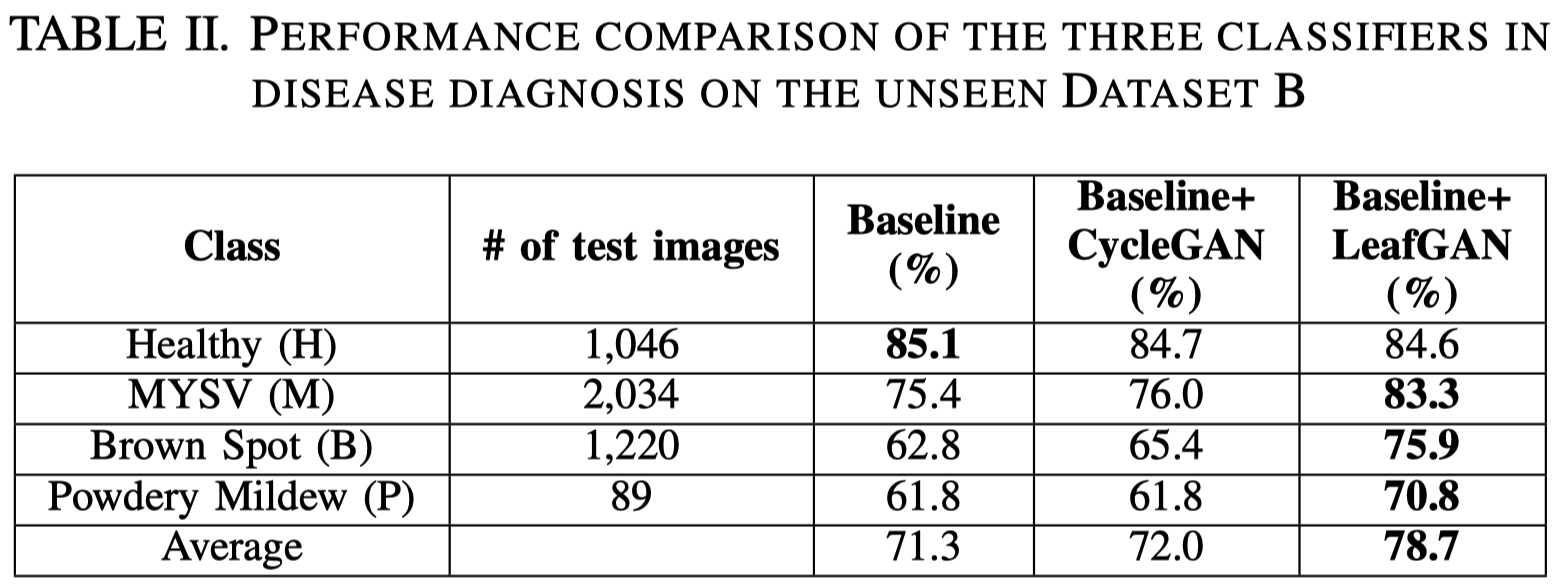 TABLE II. PERFORMANCE COMPARISON OF THE THREE CLASSIFIERS IN
DISEASE DIAGNOSIS ON THE UNSEEN DATASET B
Class # of test images Baseline (%) Baseline+ CycleGAN (%) Baseline+ LeafGAN (%)
Healthy (H) 1,046 85.1 84.7 84.6
MYSV (M) 2,034 75.4 76.0 83.3
Brown Spot (B) 1,220 62.8 65.4 75.9
Powdery Mildew (P) 89 61.8 61.8 70.8
Average 71.3 72.0 78.7